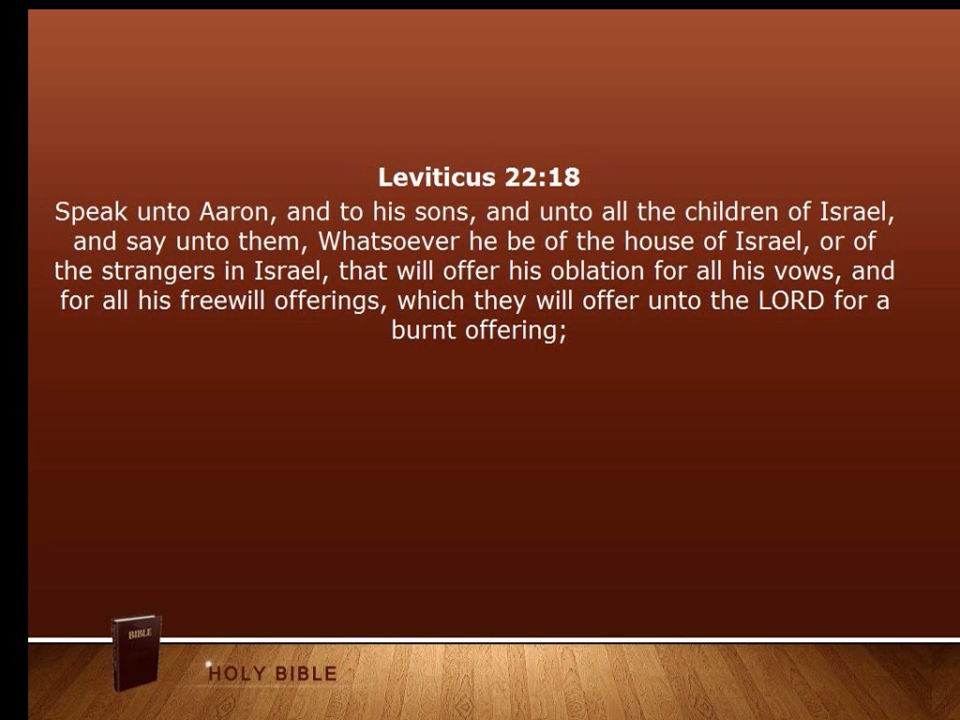 Leviticus 22:18
Speak unto Aaron, and to his sons, and unto all the children of Israel,
and say unto them, Whatsoever he be of the house of Israel, or of
the strangers in Israel, that will offer his oblation for all his vows, and
for all his freewill offerings, which they will offer unto the LORD for a
burnt offering;
BIBLE
HOLY BIBLE